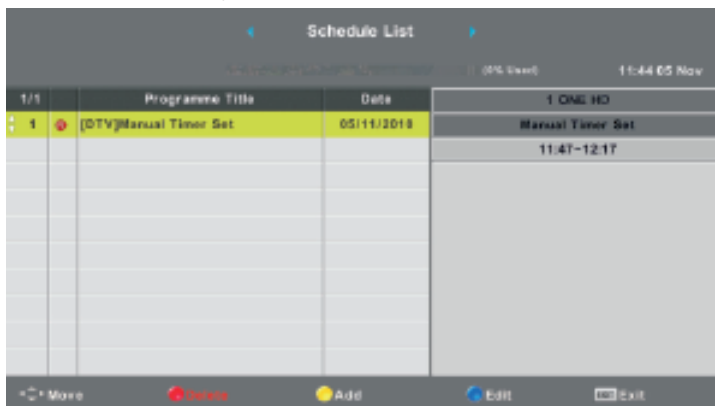 Schedule List
(0% Used) 11:44 05 Nov
1/1 Programme Title Date 1 ONE HD
1 [DTV]Manual Timer Set 05/11/2018 Manual Timer Set
11:47~12:17
Move Delete Add Edit Exit